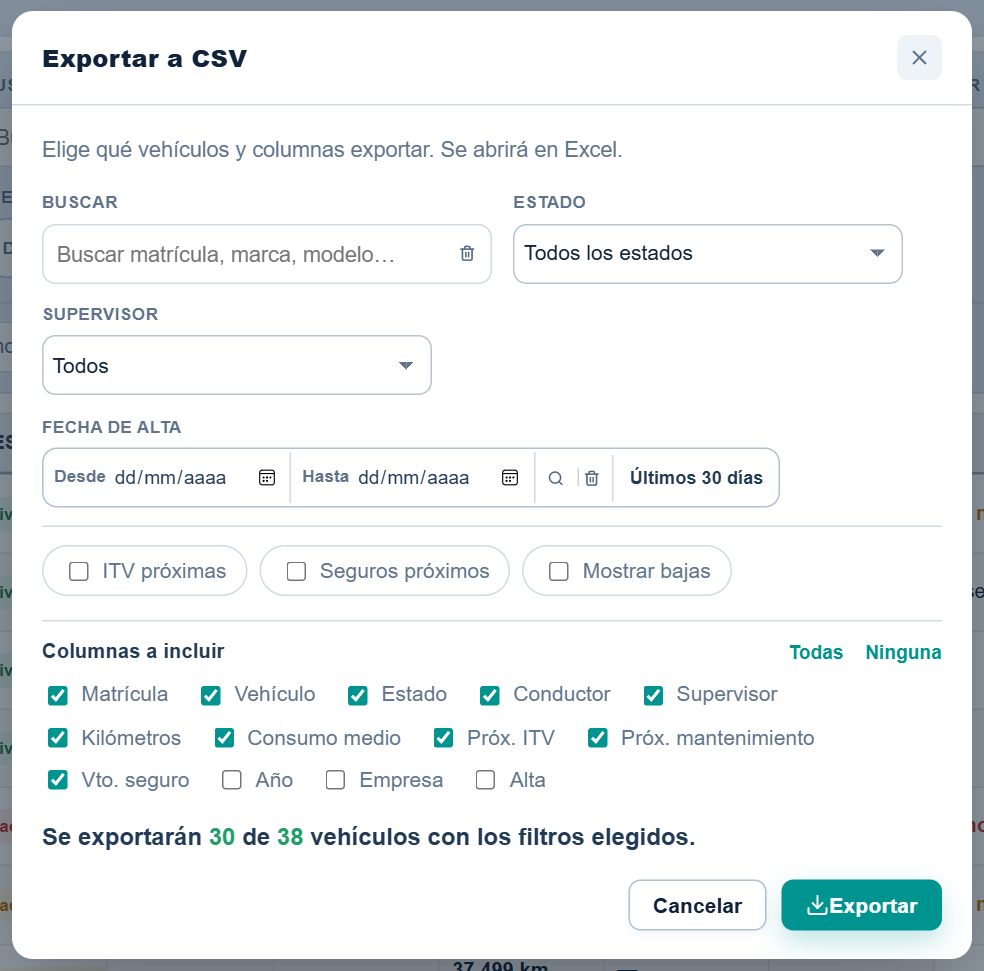 Exportar a CSV
Elige qué vehículos y columnas exportar. Se abrirá en Excel.
BUSCAR
ESTADO
Buscar matrícula, marca, modelo…
Todos los estados
SUPERVISOR
Todos
FECHA DE ALTA
Desde dd/mm/aaaa
Hasta dd/mm/aaaa
Últimos 30 días
ITV próximas
Seguros próximos
Mostrar bajas
Columnas a incluir
Todas Ninguna
Matrícula Vehículo Estado Conductor Supervisor
Kilómetros Consumo medio Próx. ITV Próx. mantenimiento
Vto. seguro Año Empresa Alta
Se exportarán 30 de 38 vehículos con los filtros elegidos.
Cancelar
Exportar
37.499 km